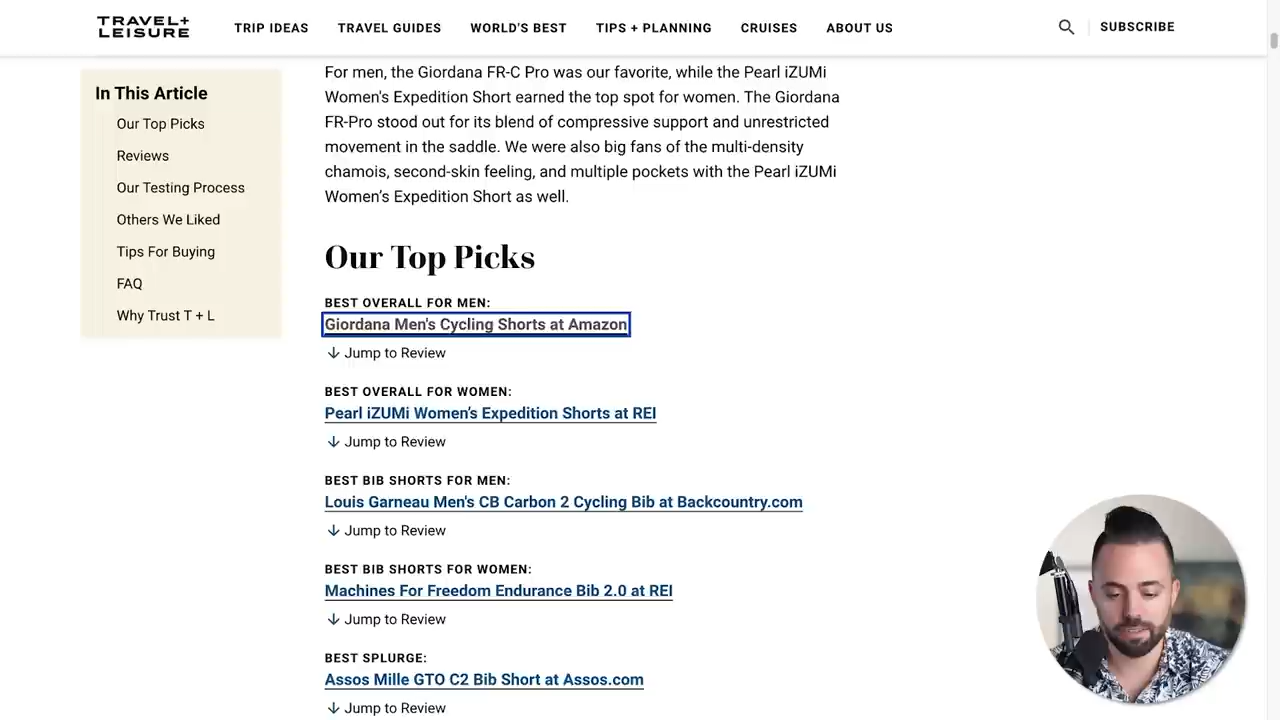 TRAVEL+
LEISURE
TRIP IDEAS
TRAVEL GUIDES
WORLD'S BEST
TIPS + PLANNING
CRUISES
ABOUT US
SUBSCRIBE
In This Article
Our Top Picks
Reviews
Our Testing Process
Others We Liked
Tips For Buying
FAQ
Why Trust T + L
For men, the Giordana FR-C Pro was our favorite, while the Pearl iZUMi
Women's Expedition Short earned the top spot for women. The Giordana
FR-Pro stood out for its blend of compressive support and unrestricted
movement in the saddle. We were also big fans of the multi-density
chamois, second-skin feeling, and multiple pockets with the Pearl iZUMi
Women’s Expedition Short as well.
Our Top Picks
BEST OVERALL FOR MEN:
Giordana Men's Cycling Shorts at Amazon
Jump to Review
BEST OVERALL FOR WOMEN:
Pearl iZUMi Women’s Expedition Shorts at REI
Jump to Review
BEST BIB SHORTS FOR MEN:
Louis Garneau Men's CB Carbon 2 Cycling Bib at Backcountry.com
Jump to Review
BEST BIB SHORTS FOR WOMEN:
Machines For Freedom Endurance Bib 2.0 at REI
Jump to Review
BEST SPLURGE:
Assos Mille GTO C2 Bib Short at Assos.com
Jump to Review